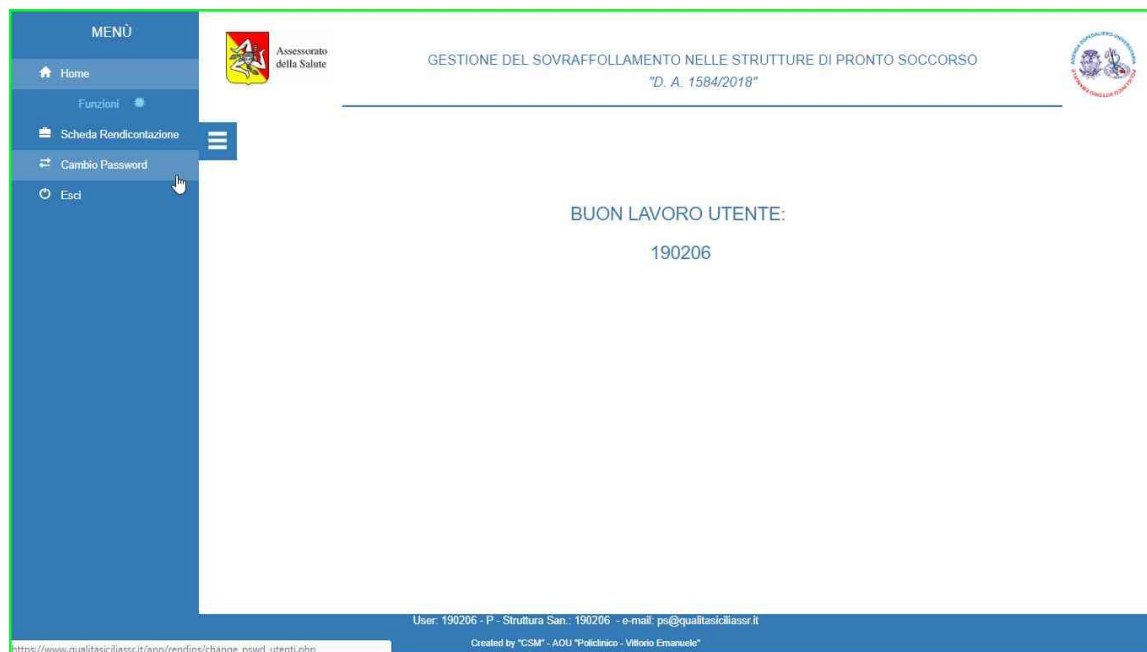 MENÙ
Home
Funzioni
Scheda Rendicontazione
Cambio Password
Esci
Assessorato
della Salute
GESTIONE DEL SOVRAFFOLLAMENTO NELLE STRUTTURE DI PRONTO SOCCORSO
"D. A. 1584/2018"
BUON LAVORO UTENTE:
190206
User: 190206 - P - Struttura San.: 190206 - e-mail: ps@qualitasiciliassr.it
Created by "CSM" - AOU "Policlinico - Vittorio Emanuele"
https://www.qualitasiciliassr.it/app/rendips/change_pswd_utenti.php